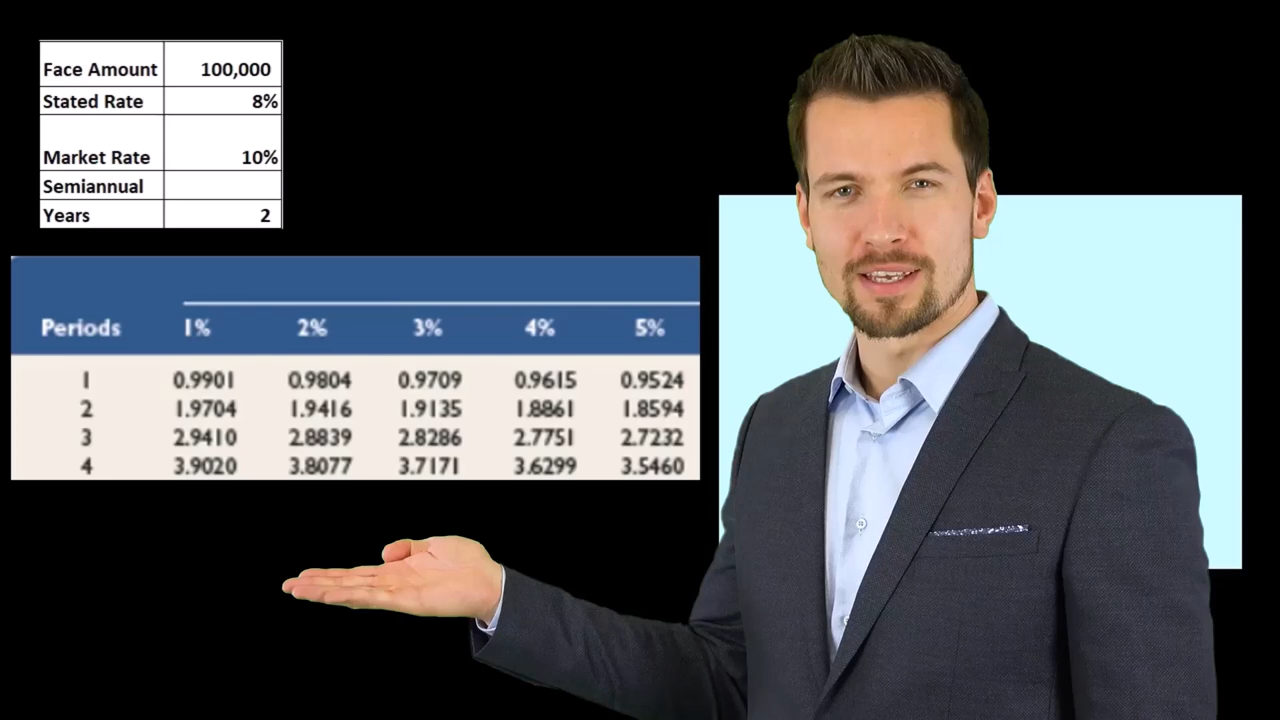 Face Amount 100,000
Stated Rate 8%
Market Rate 10%
Semiannual
Years 2
Periods 1% 2% 3% 4% 5%
1 0.9901 0.9804 0.9709 0.9615 0.9524
2 1.9704 1.9416 1.9135 1.8861 1.8594
3 2.9410 2.8839 2.8286 2.7751 2.7232
4 3.9020 3.8077 3.7171 3.6299 3.5460